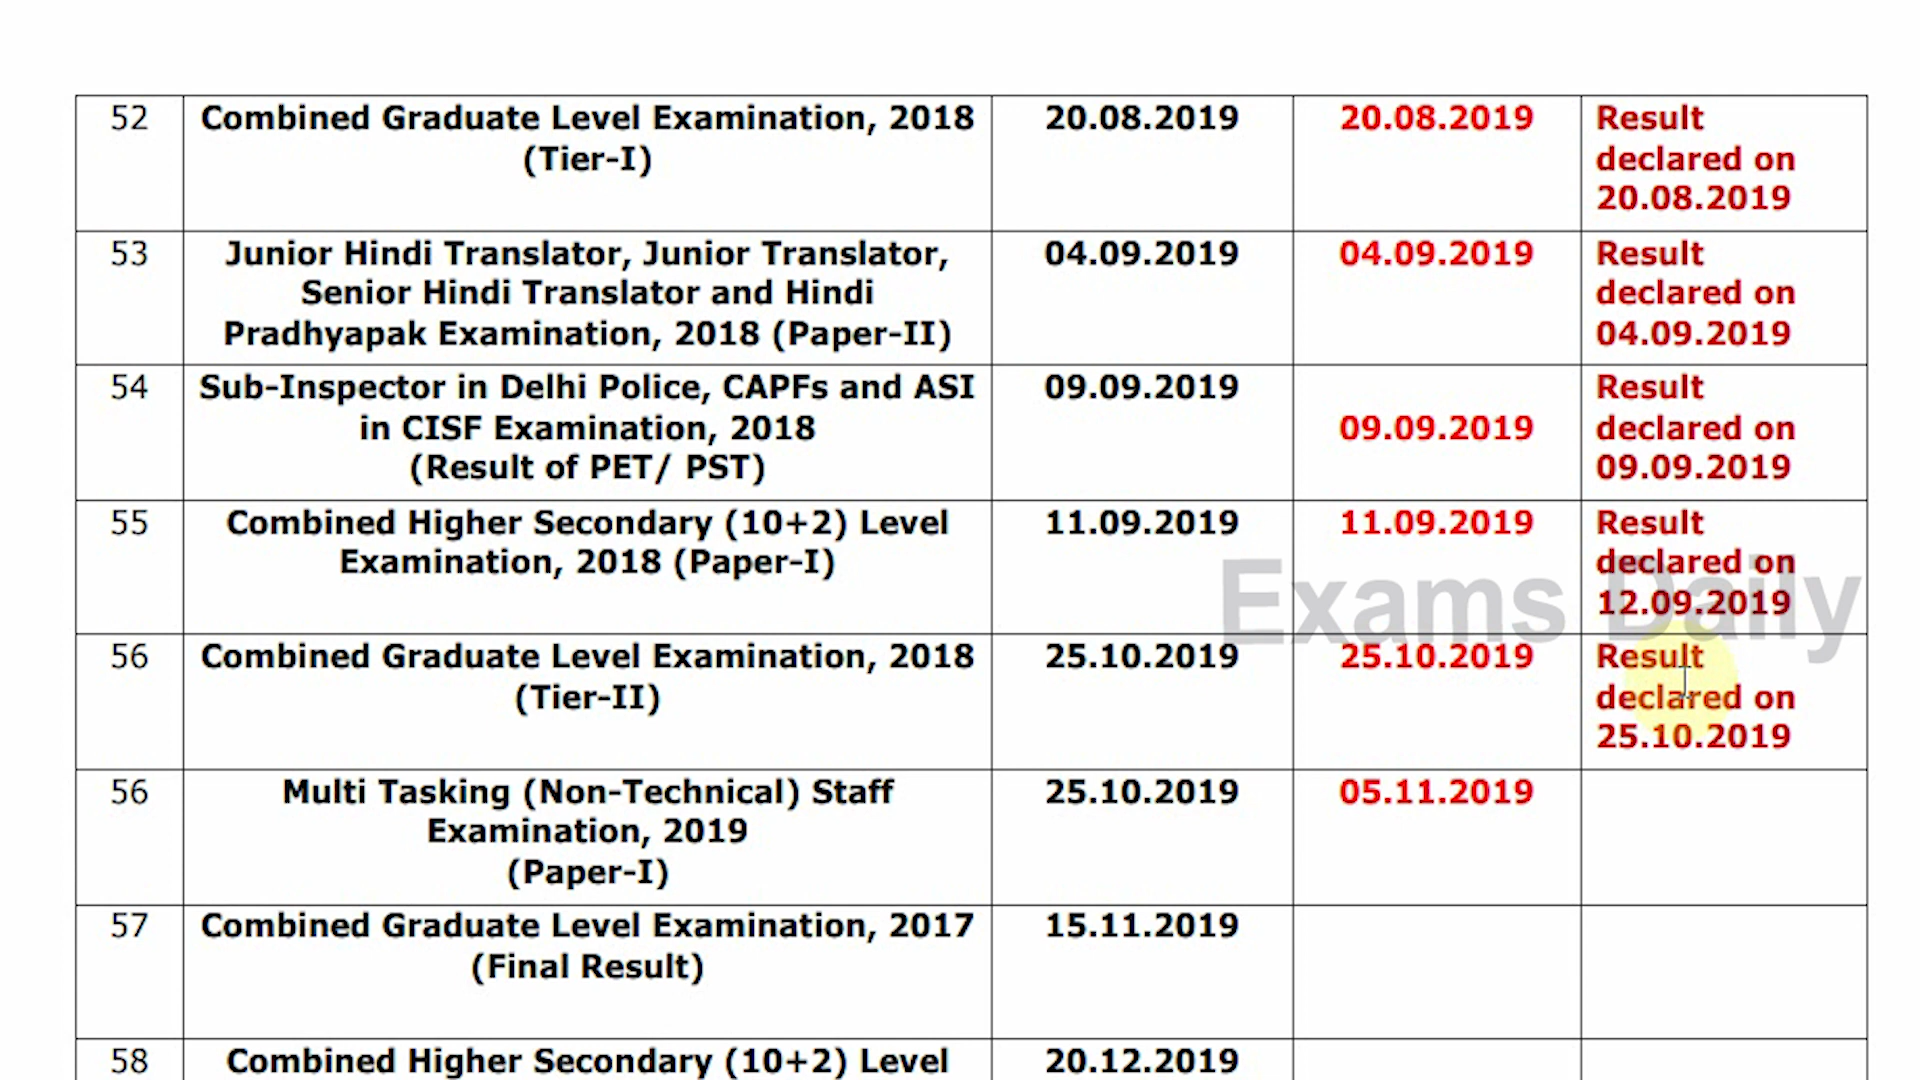 52 Combined Graduate Level Examination, 2018 20.08.2019 20.08.2019 Result
(Tier-I) declared on
20.08.2019
53 Junior Hindi Translator, Junior Translator, 04.09.2019 04.09.2019 Result
Senior Hindi Translator and Hindi declared on
Pradhyapak Examination, 2018 (Paper-II) 04.09.2019
54 Sub-Inspector in Delhi Police, CAPFs and ASI 09.09.2019 Result
in CISF Examination, 2018 09.09.2019 declared on
(Result of PET/ PST) 09.09.2019
55 Combined Higher Secondary (10+2) Level 11.09.2019 11.09.2019 Result
Examination, 2018 (Paper-I) declared on
12.09.2019
Exams Daily
56 Combined Graduate Level Examination, 2018 25.10.2019 25.10.2019 Result
(Tier-II) declared on
25.10.2019
56 Multi Tasking (Non-Technical) Staff 25.10.2019 05.11.2019
Examination, 2019
(Paper-I)
57 Combined Graduate Level Examination, 2017 15.11.2019
(Final Result)
58 Combined Higher Secondary (10+2) Level 20.12.2019